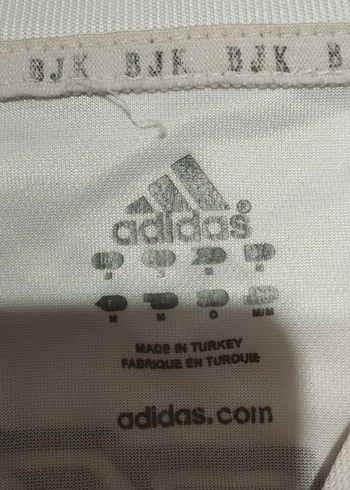 BJK BJK BJK B
adidas®
M M O M/M
MADE IN TURKEY
FABRIQUE EN TURQUIE
adidas.com